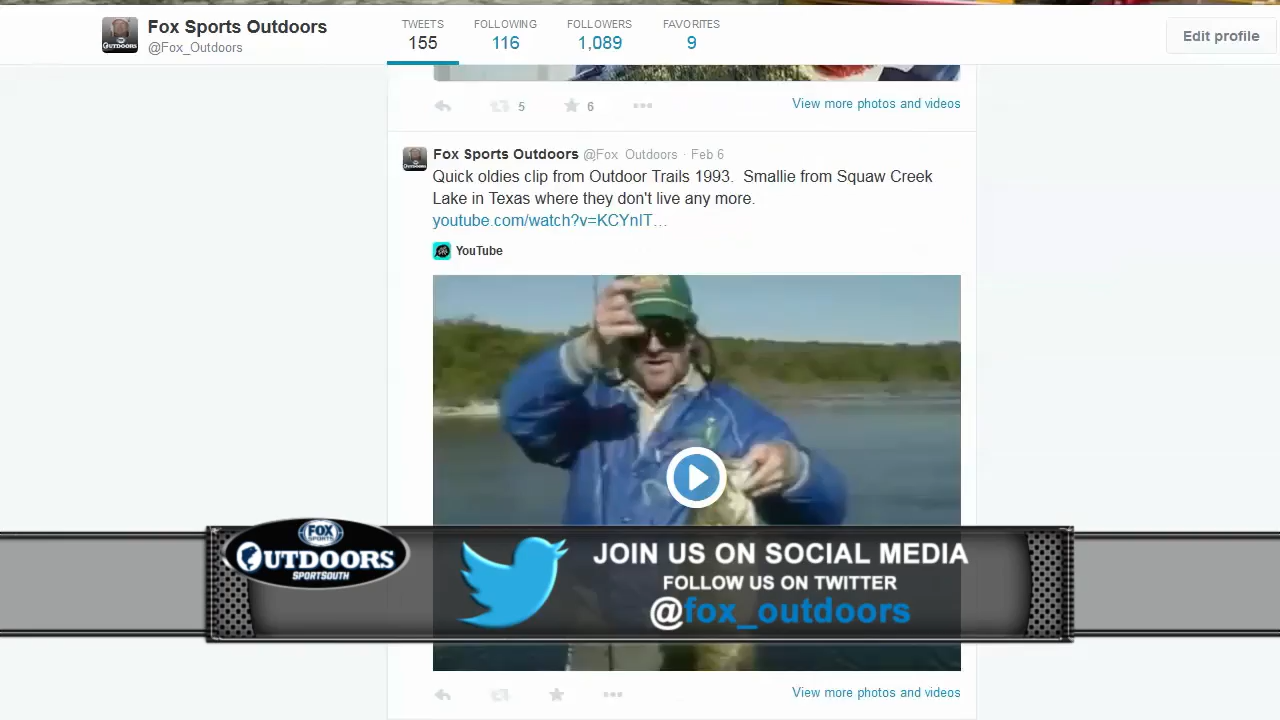 Fox Sports Outdoors
@Fox_Outdoors
TWEETS
155
FOLLOWING
116
FOLLOWERS
1,089
FAVORITES
9
Edit profile
5
6
View more photos and videos
Fox Sports Outdoors @Fox_Outdoors · Feb 6
Quick oldies clip from Outdoor Trails 1993. Smallie from Squaw Creek
Lake in Texas where they don't live any more.
youtube.com/watch?v=KCYnIT…
YouTube
FOX
SPORTS
OUTDOORS
SPORTSOUTH
JOIN US ON SOCIAL MEDIA
FOLLOW US ON TWITTER
@fox_outdoors
View more photos and videos